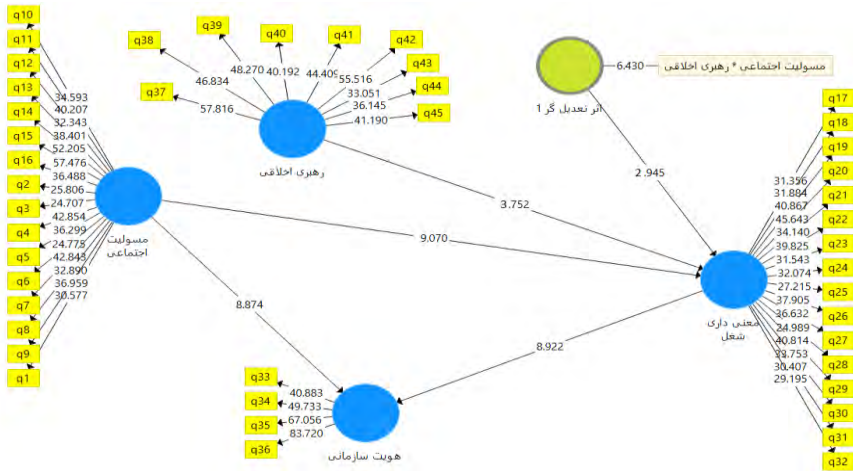 q10
q11
q12
q13
q14
q15
q16
q2
q3
q4
q5
q6
q7
q8
q9
q1
34.593
40.207
32.343
38.401
52.205
57.476
36.488
25.806
24.707
42.854
36.299
24.775
42.843
32.890
36.959
30.577
مسولیت
اجتماعی
q37
q38
q39
q40
q41
q42
q43
q44
q45
57.816
46.834
48.270
40.192
44.409
55.516
33.051
36.145
41.190
رهبری اخلاقی
اثر تعدیل گر 1
6.430
مسولیت اجتماعی * رهبری اخلاقی
2.945
3.752
9.070
8.874
8.922
q33
q34
q35
q36
40.883
49.733
67.056
83.720
هویت سازمانی
معنی داری
شغل
31.356
31.884
40.867
45.643
34.140
39.825
31.543
32.074
27.215
37.905
36.632
24.989
40.814
33.753
30.407
29.195
q17
q18
q19
q20
q21
q22
q23
q24
q25
q26
q27
q28
q29
q30
q31
q32